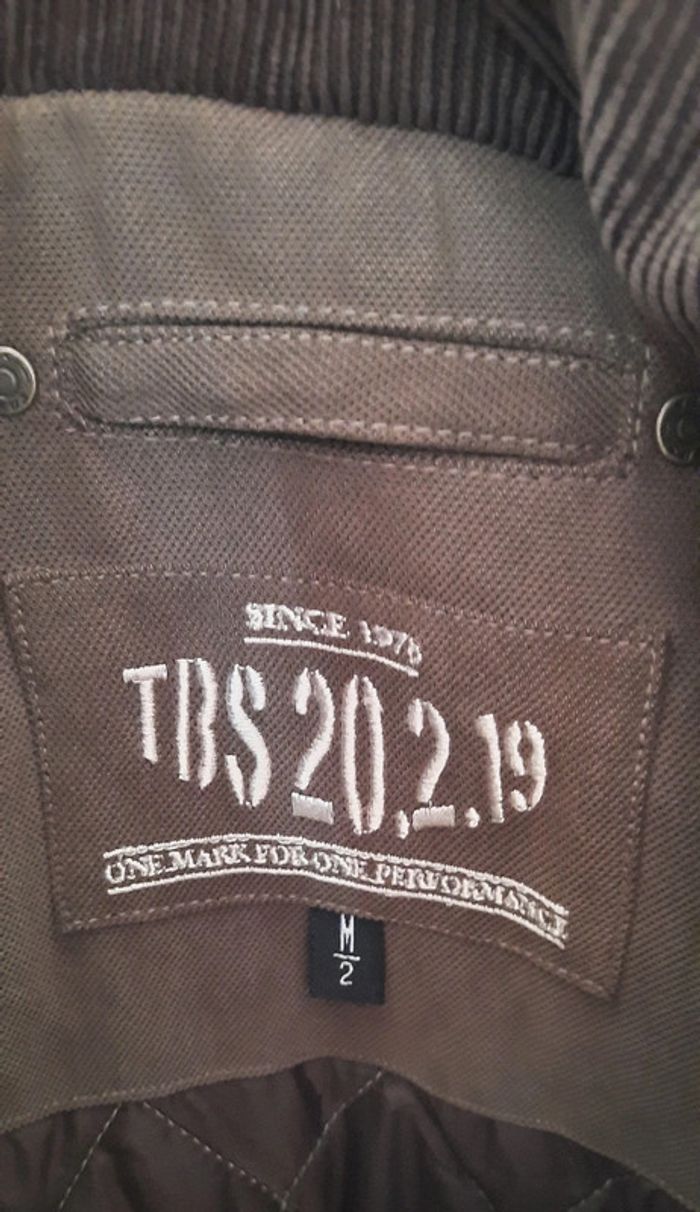 SINCE 1978
TBS 20.2.19
ONE MARK FOR ONE PERFORMANCE
M
2